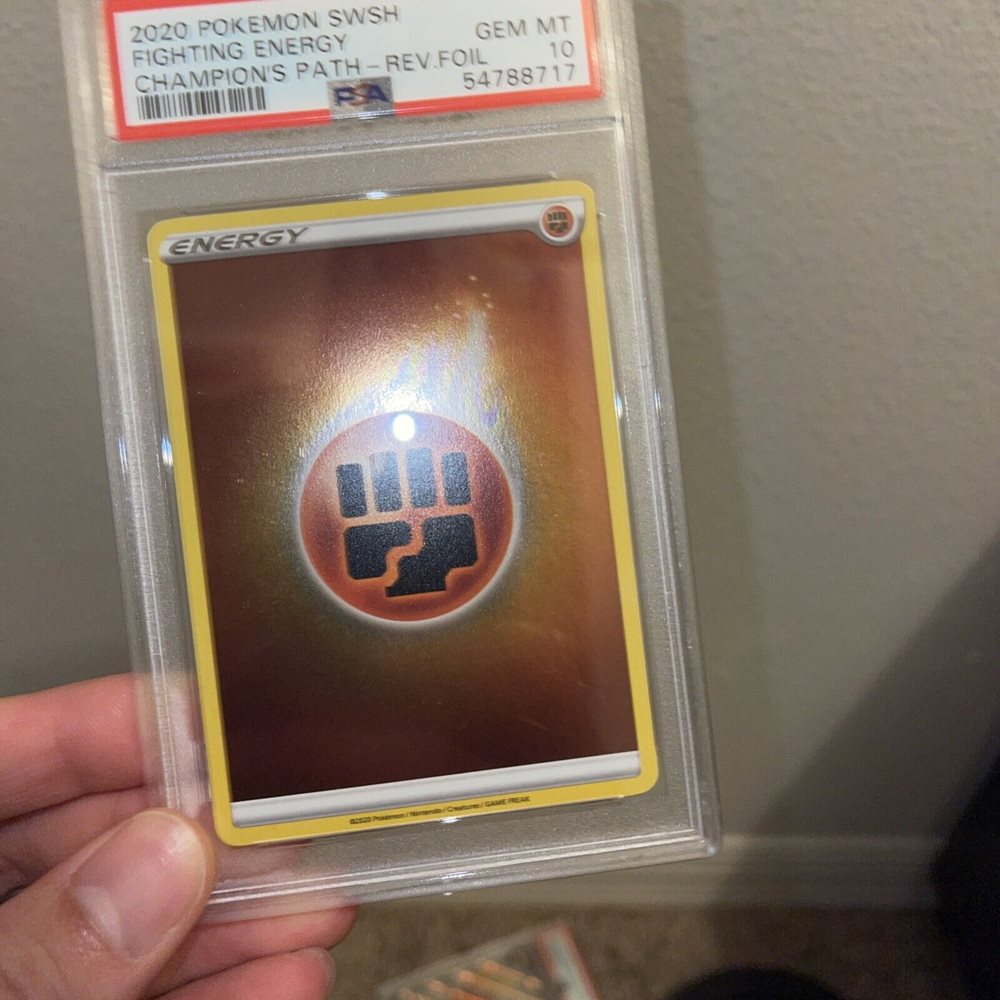 2020 POKEMON SWSH
FIGHTING ENERGY GEM MT
CHAMPION'S PATH-REV.FOIL 10
54788717
PSA
ENERGY
©2020 Pokémon / Nintendo / Creatures / GAME FREAK